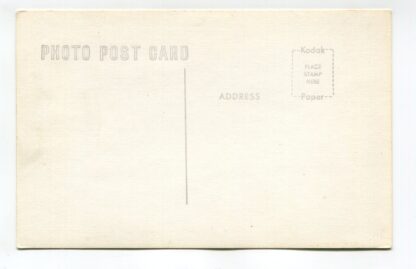 PHOTO POST CARD
Kodak
PLACE
STAMP
HERE
Paper
ADDRESS